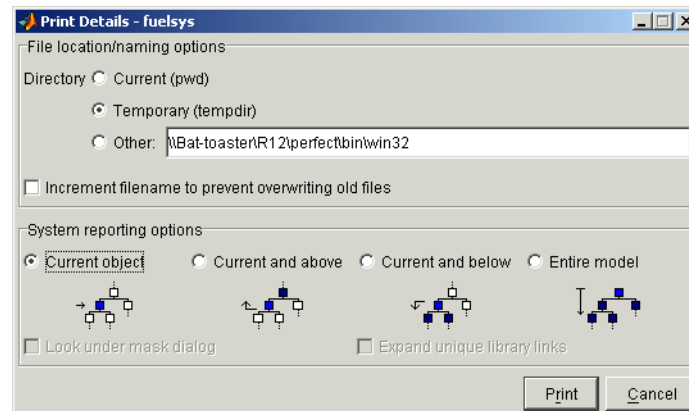 Print Details - fuelsys
File location/naming options
Directory Current (pwd)
Temporary (tempdir)
Other: \\Bat-toaster\R12\perfect\bin\win32
Increment filename to prevent overwriting old files
System reporting options
Current object Current and above Current and below Entire model
Look under mask dialog Expand unique library links
Print Cancel